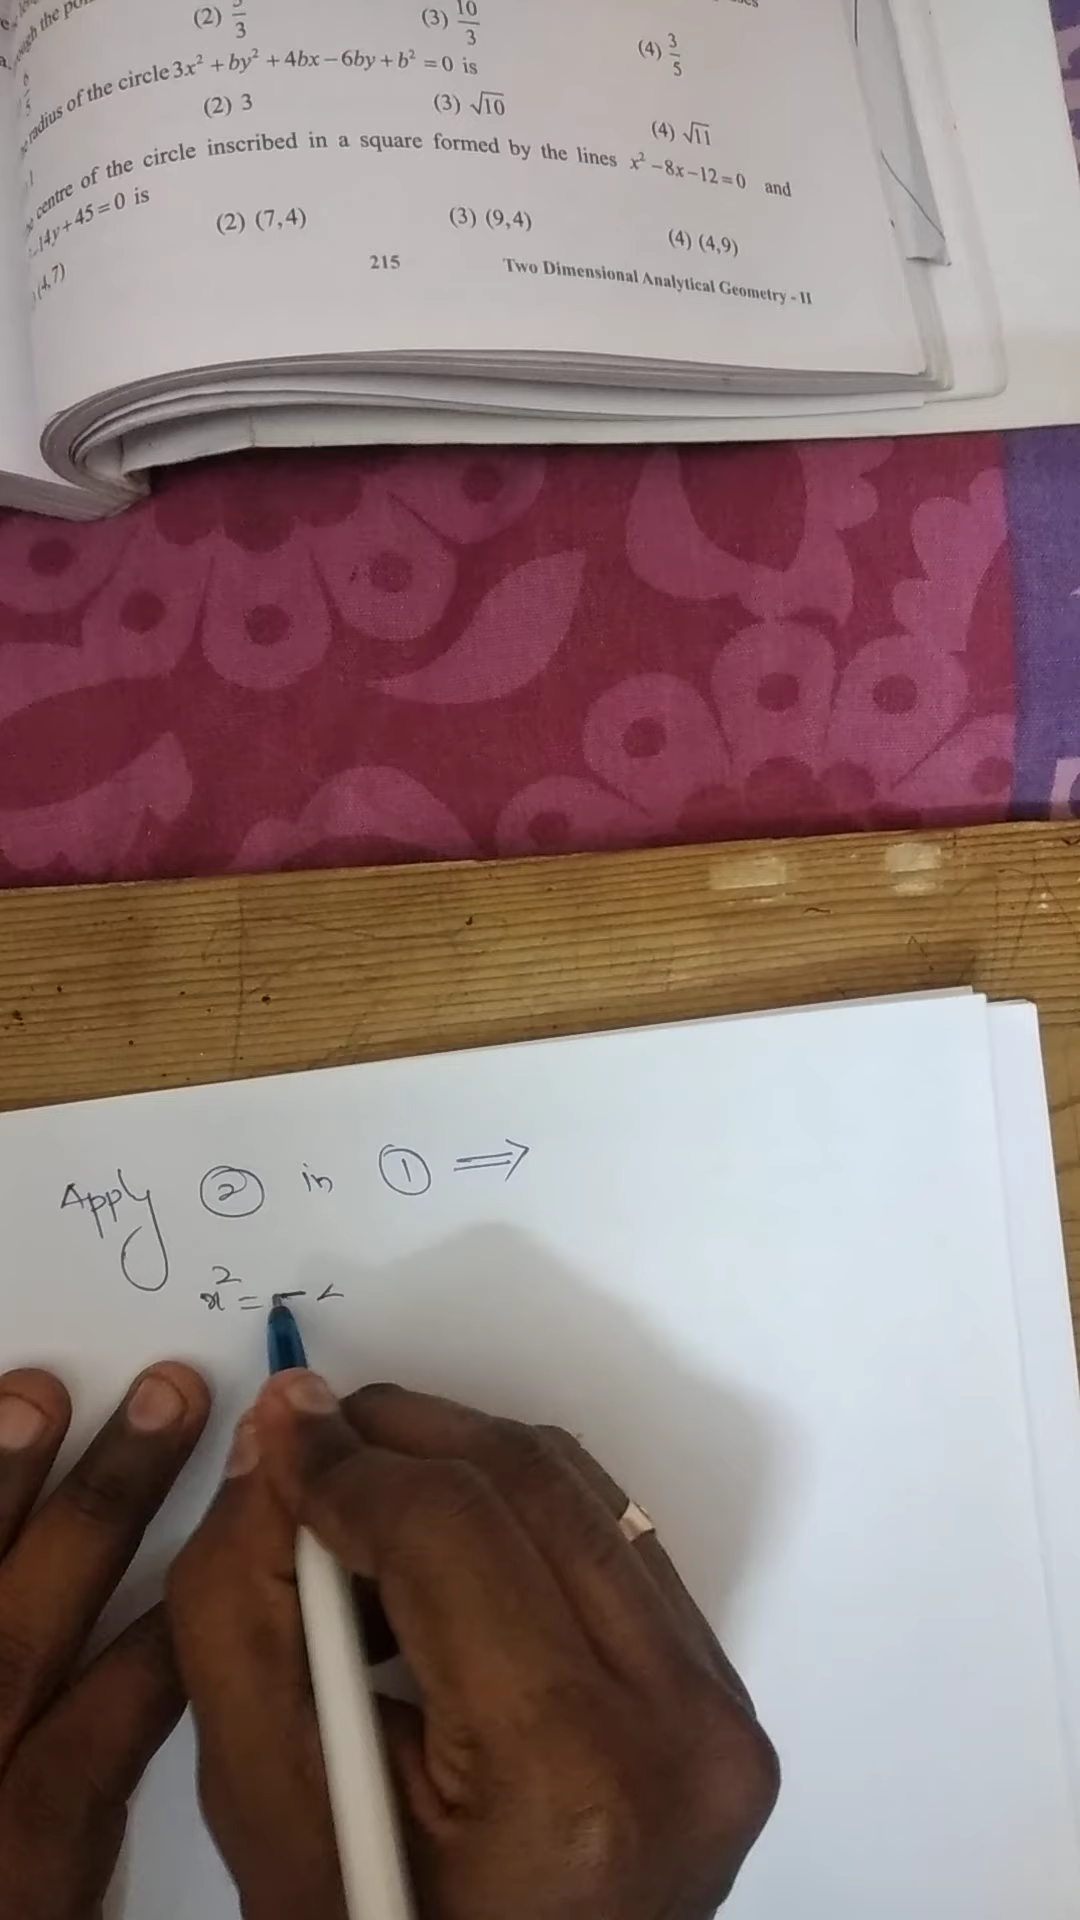 ough the
(2) 3 (3) 10/3 (4) 3/5
radius of the circle 3x² + by² + 4bx − 6by + b² = 0 is
(2) 3 (3) √10 (4) √11
centre of the circle inscribed in a square formed by the lines x² − 8x − 12 = 0 and
−14y + 45 = 0 is
(4,7) (2) (7,4) (3) (9,4) (4) (4,9)
215 Two Dimensional Analytical Geometry - II
Apply ② in ① ⟹
x² = −